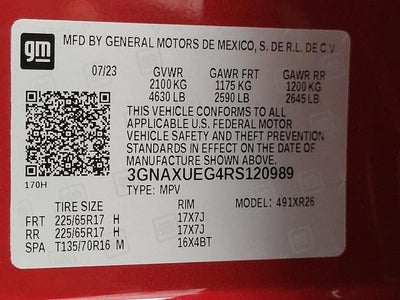 gm
MFD BY GENERAL MOTORS DE MEXICO, S. DE R.L. DE C.V.
07/23 GVWR GAWR FRT GAWR RR
2100 KG 1175 KG 1200 KG
4630 LB 2590 LB 2645 LB
THIS VEHICLE CONFORMS TO ALL
APPLICABLE U.S. FEDERAL MOTOR
VEHICLE SAFETY AND THEFT PREVENTION
STANDARDS IN EFFECT ON THE DATE OF
MANUFACTURE SHOWN ABOVE.
170H
3GNAXUEG4RS120989
TYPE: MPV
TIRE SIZE RIM MODEL: 491XR26
FRT 225/65R17 H 17X7J
RR 225/65R17 H 17X7J
SPA T135/70R16 M 16X4BT